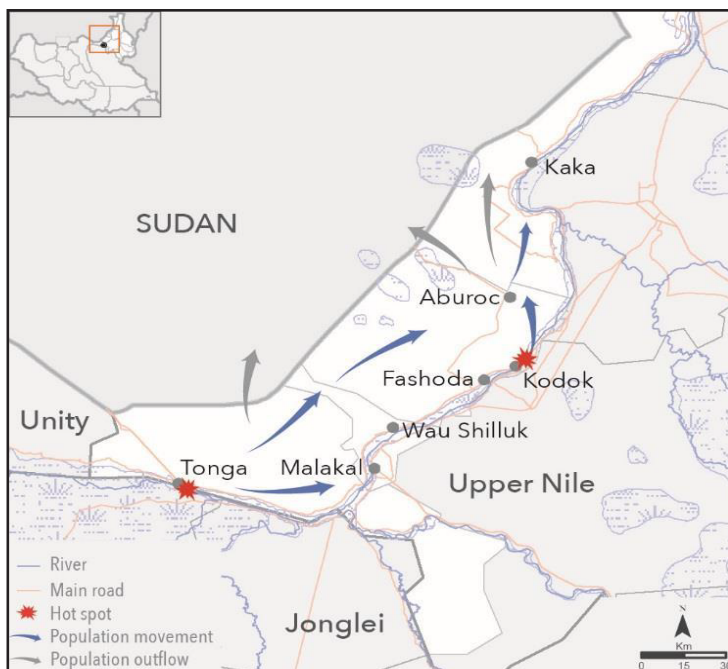 Kaka
SUDAN
Aburoc
Fashoda
Kodok
Unity
Wau Shilluk
Tonga
Malakal
Upper Nile
Jonglei
River
Main road
Hot spot
Population movement
Population outflow
N
Km
0 15